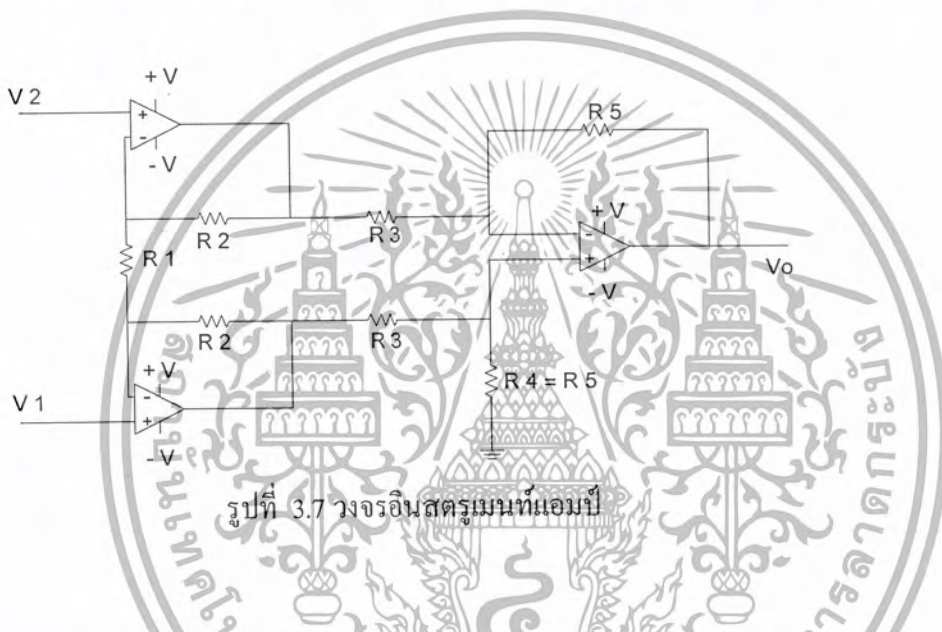 + V
V 2
+
-
- V
R 5
R 2
R 3
R 1
+ V
-
+
Vo
- V
R 2
R 3
+ V
R 4 = R 5
V 1
-
+
- V
รูปที่ 3.7 วงจรอินสตรูเมนท์แอมป์